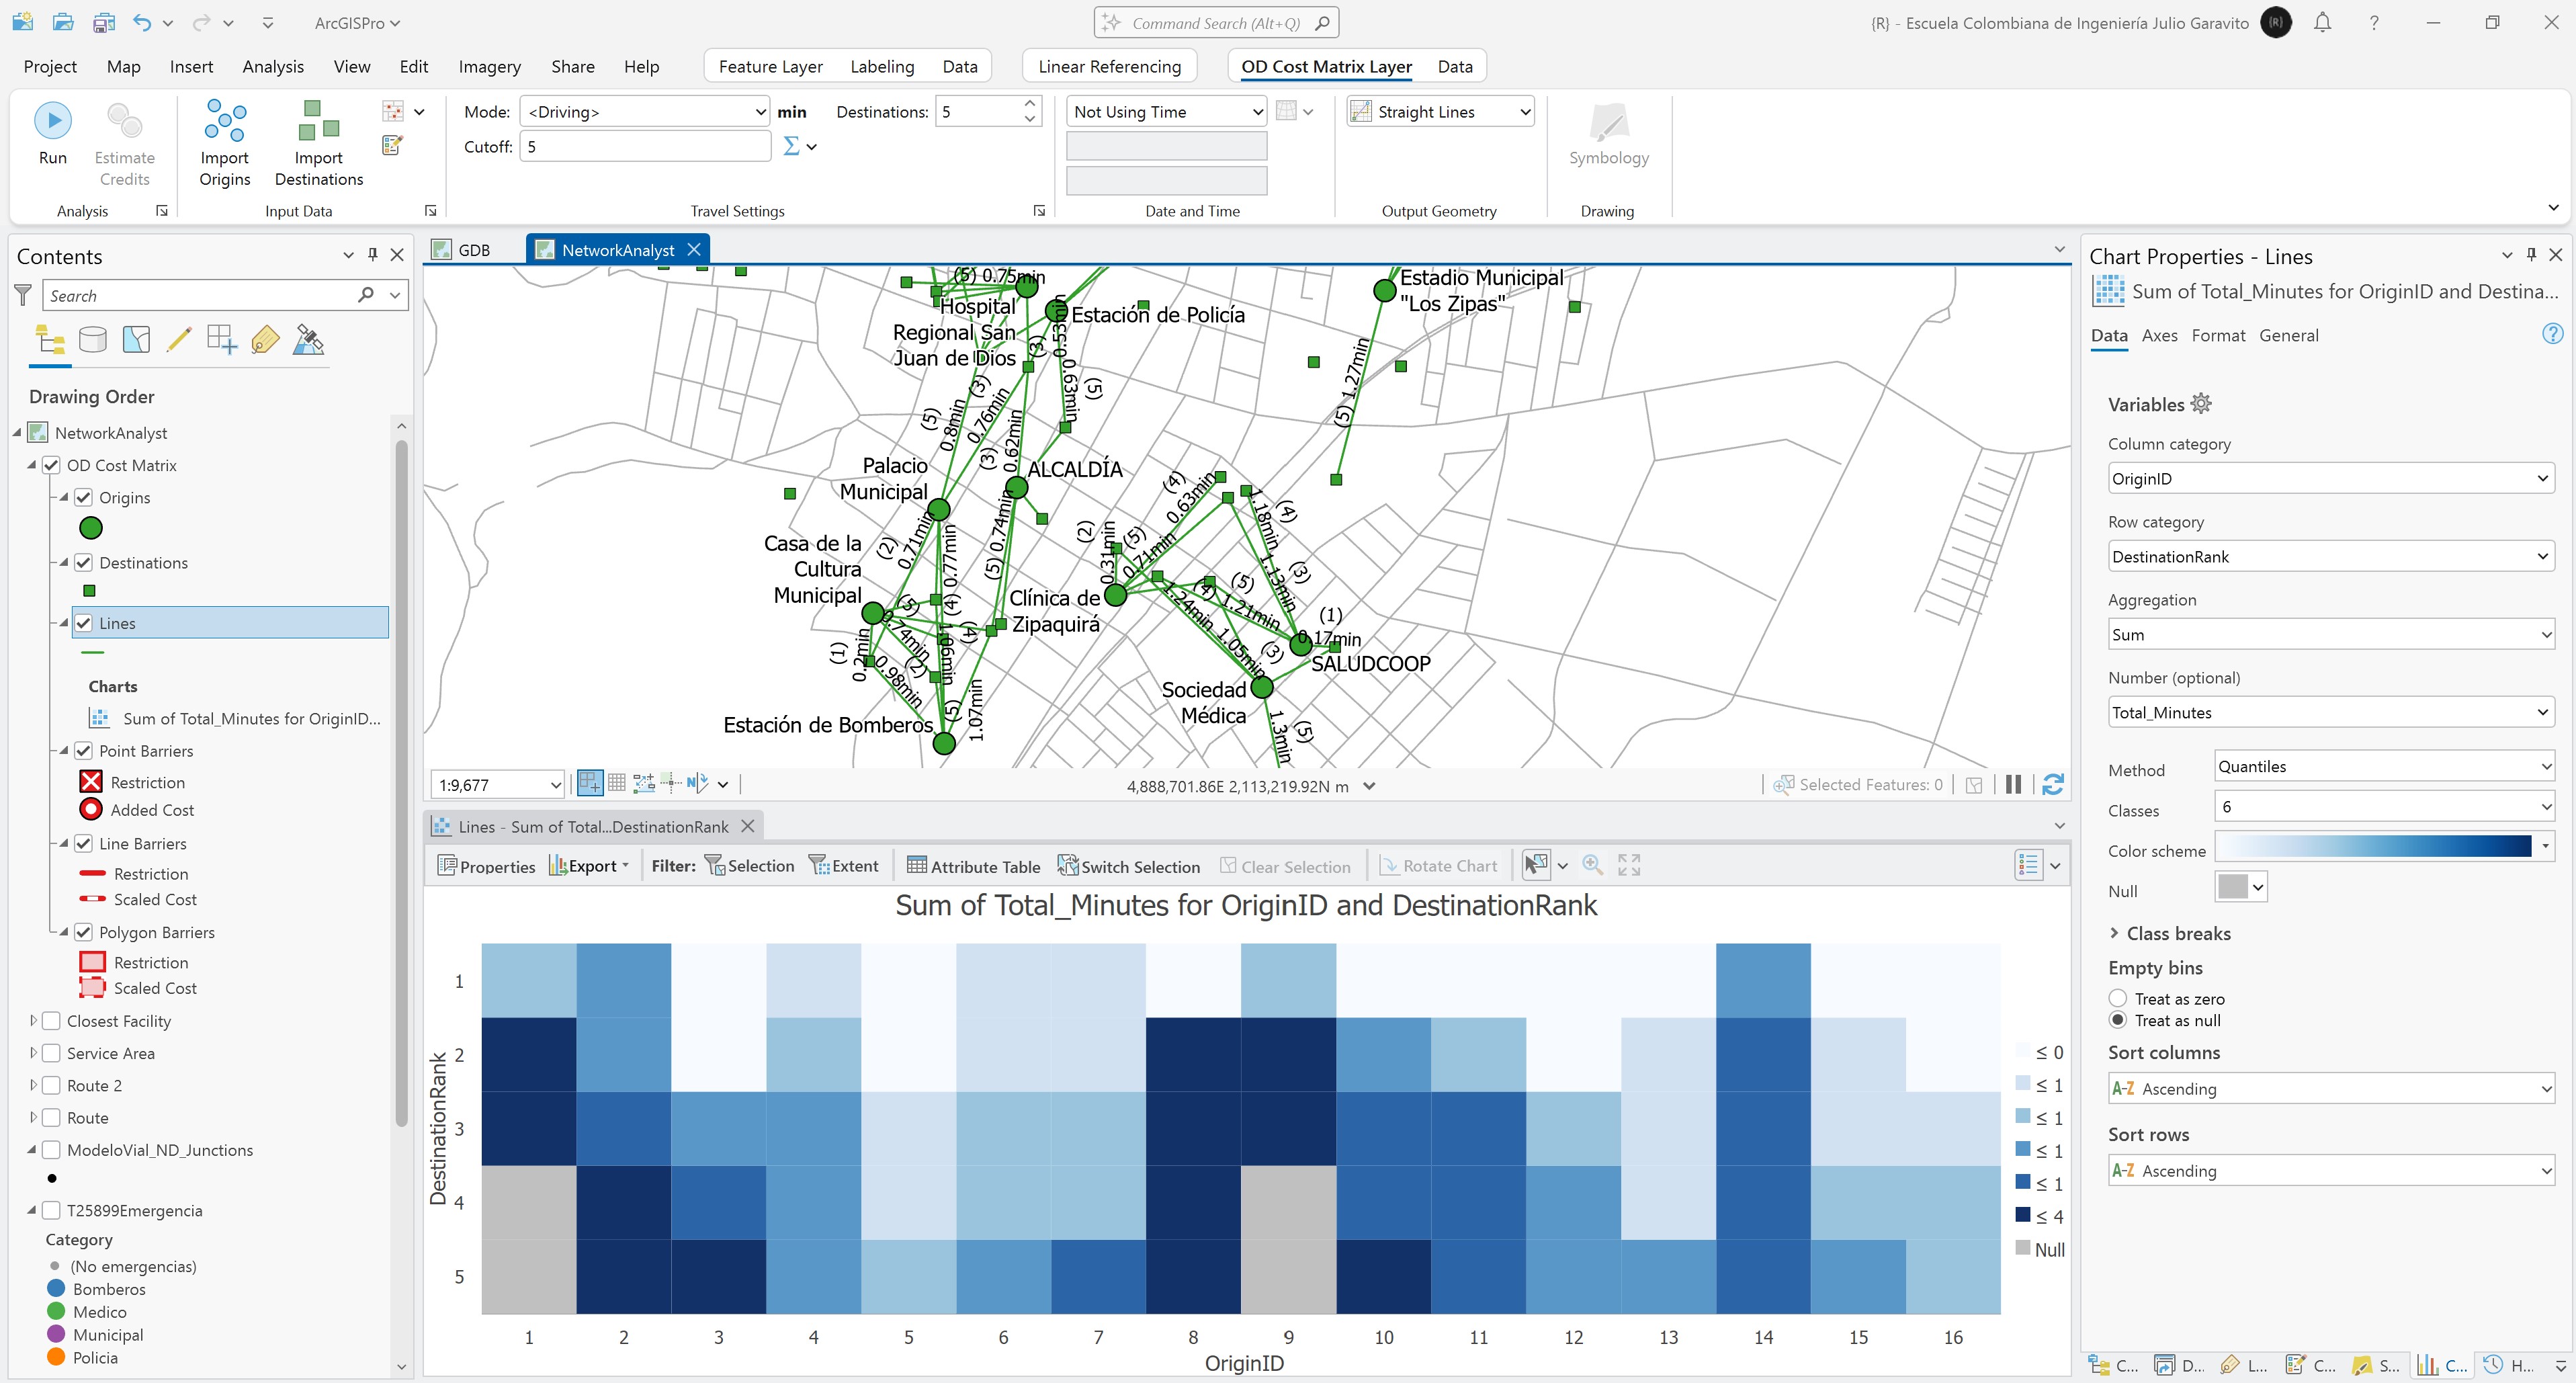 ArcGISPro
Command Search (Alt+Q)
{R} - Escuela Colombiana de Ingeniería Julio Garavito
{R}
Project Map Insert Analysis View Edit Imagery Share Help Feature Layer Labeling Data Linear Referencing OD Cost Matrix Layer Data
Run
Estimate Credits
Analysis
Import Origins
Import Destinations
Input Data
Mode: <Driving> min Destinations: 5
Cutoff: 5
Travel Settings
Not Using Time
Date and Time
Straight Lines
Output Geometry
Symbology
Drawing
Contents
Search
Drawing Order
NetworkAnalyst
OD Cost Matrix
Origins
Destinations
Lines
Charts
Sum of Total_Minutes for OriginID...
Point Barriers
Restriction
Added Cost
Line Barriers
Restriction
Scaled Cost
Polygon Barriers
Restriction
Scaled Cost
Closest Facility
Service Area
Route 2
Route
ModeloVial_ND_Junctions
T25899Emergencia
Category
(No emergencias)
Bomberos
Medico
Municipal
Policia
GDB
NetworkAnalyst
(5) 0.75min
Hospital
Regional San
Juan de Dios
Estación de Policía
Estadio Municipal
"Los Zipas"
(5) 1.27min
(3)
0.53min
(5)
0.63min
(5)
0.8min
(3)
0.76min
(3)
0.62min
Palacio
Municipal
ALCALDÍA
(5) 0.74min
(4)
0.63min
(4)
1.18min
(2)
0.31min
(5)
0.71min
(3)
1.13min
Casa de la
Cultura
Municipal
(2)
0.71min
(4) 0.77min
Clínica de
Zipaquirá
(5)
0.74min
(4)
1.06min
(4)
1.24min
(5)
1.21min
(1)
0.17min
SALUDCOOP
(1)
0.2min
(2)
0.98min
(3)
1.05min
Sociedad
Médica
(5)
1.3min
Estación de Bomberos
(5)
1.07min
1:9,677
4,888,701.86E 2,113,219.92N m
Selected Features: 0
Lines - Sum of Total...DestinationRank
Properties Export Filter: Selection Extent Attribute Table Switch Selection Clear Selection Rotate Chart
Sum of Total_Minutes for OriginID and DestinationRank
DestinationRank
1
2
3
4
5
1 2 3 4 5 6 7 8 9 10 11 12 13 14 15 16
OriginID
≤ 0
≤ 1
≤ 1
≤ 1
≤ 1
≤ 4
Null
Chart Properties - Lines
Sum of Total_Minutes for OriginID and Destina...
Data Axes Format General
Variables
Column category
OriginID
Row category
DestinationRank
Aggregation
Sum
Number (optional)
Total_Minutes
Method Quantiles
Classes 6
Color scheme
Null
Class breaks
Empty bins
Treat as zero
Treat as null
Sort columns
A-Z Ascending
Sort rows
A-Z Ascending
C... D... L... C... S... C... H...